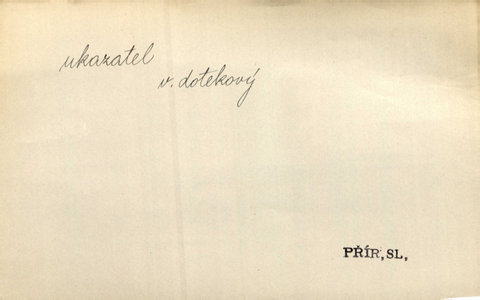 ukazatel
v. dotekový
PŘÍR. SL.